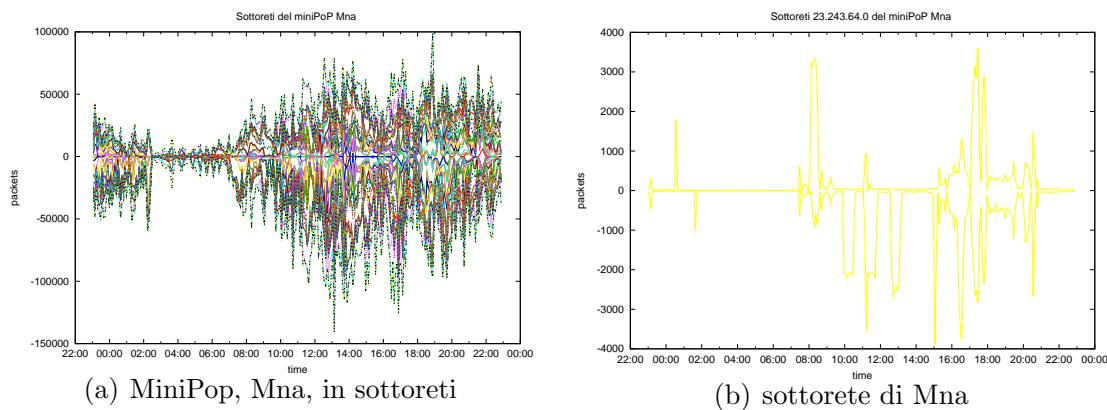 Sottoreti del miniPoP Mna
100000
50000
0
-50000
-100000
-150000
packets
22:00 00:00 02:00 04:00 06:00 08:00 10:00 12:00 14:00 16:00 18:00 20:00 22:00 00:00
time
(a) MiniPop, Mna, in sottoreti
Sottoreti 23.243.64.0 del miniPoP Mna
4000
3000
2000
1000
0
-1000
-2000
-3000
-4000
packets
22:00 00:00 02:00 04:00 06:00 08:00 10:00 12:00 14:00 16:00 18:00 20:00 22:00 00:00
time
(b) sottorete di Mna